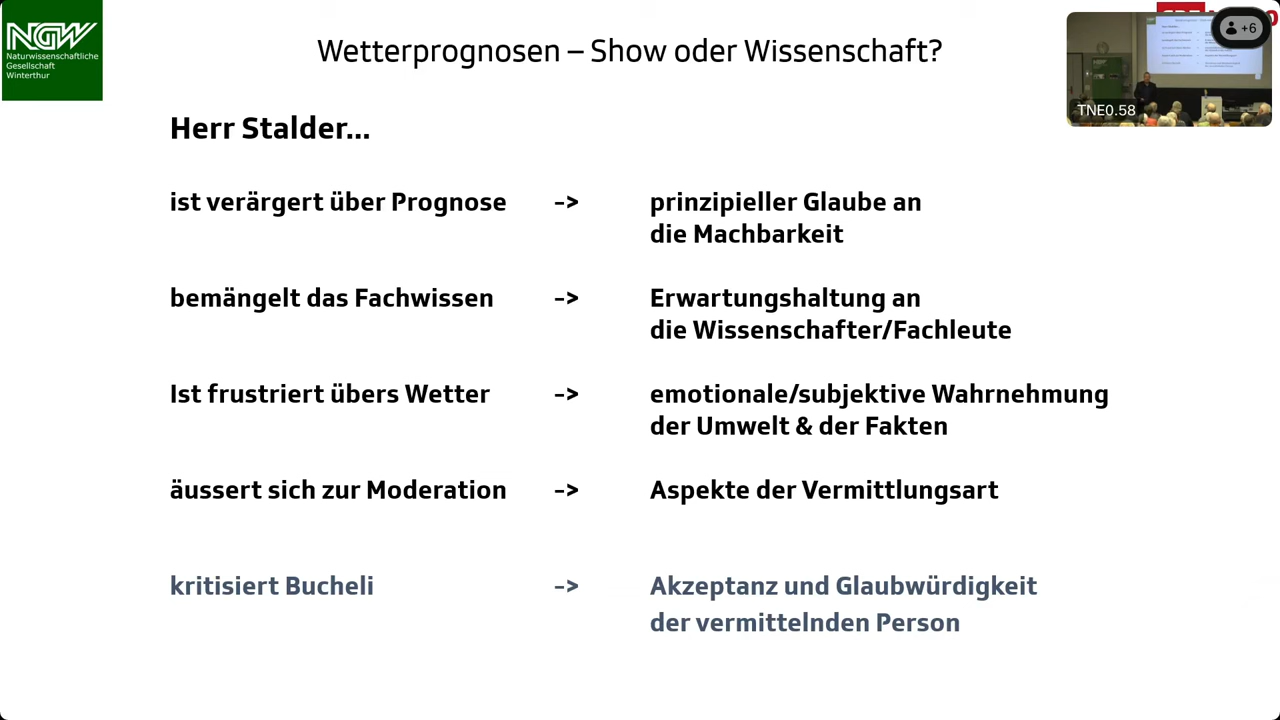 NGW
Naturwissenschaftliche
Gesellschaft
Winterthur
Wetterprognosen – Show oder Wissenschaft?
+6
TNE0.58
Herr Stalder...
ist verärgert über Prognose -> prinzipieller Glaube an
die Machbarkeit
bemängelt das Fachwissen -> Erwartungshaltung an
die Wissenschafter/Fachleute
Ist frustriert übers Wetter -> emotionale/subjektive Wahrnehmung
der Umwelt & der Fakten
äussert sich zur Moderation -> Aspekte der Vermittlungsart
kritisiert Bucheli -> Akzeptanz und Glaubwürdigkeit
der vermittelnden Person